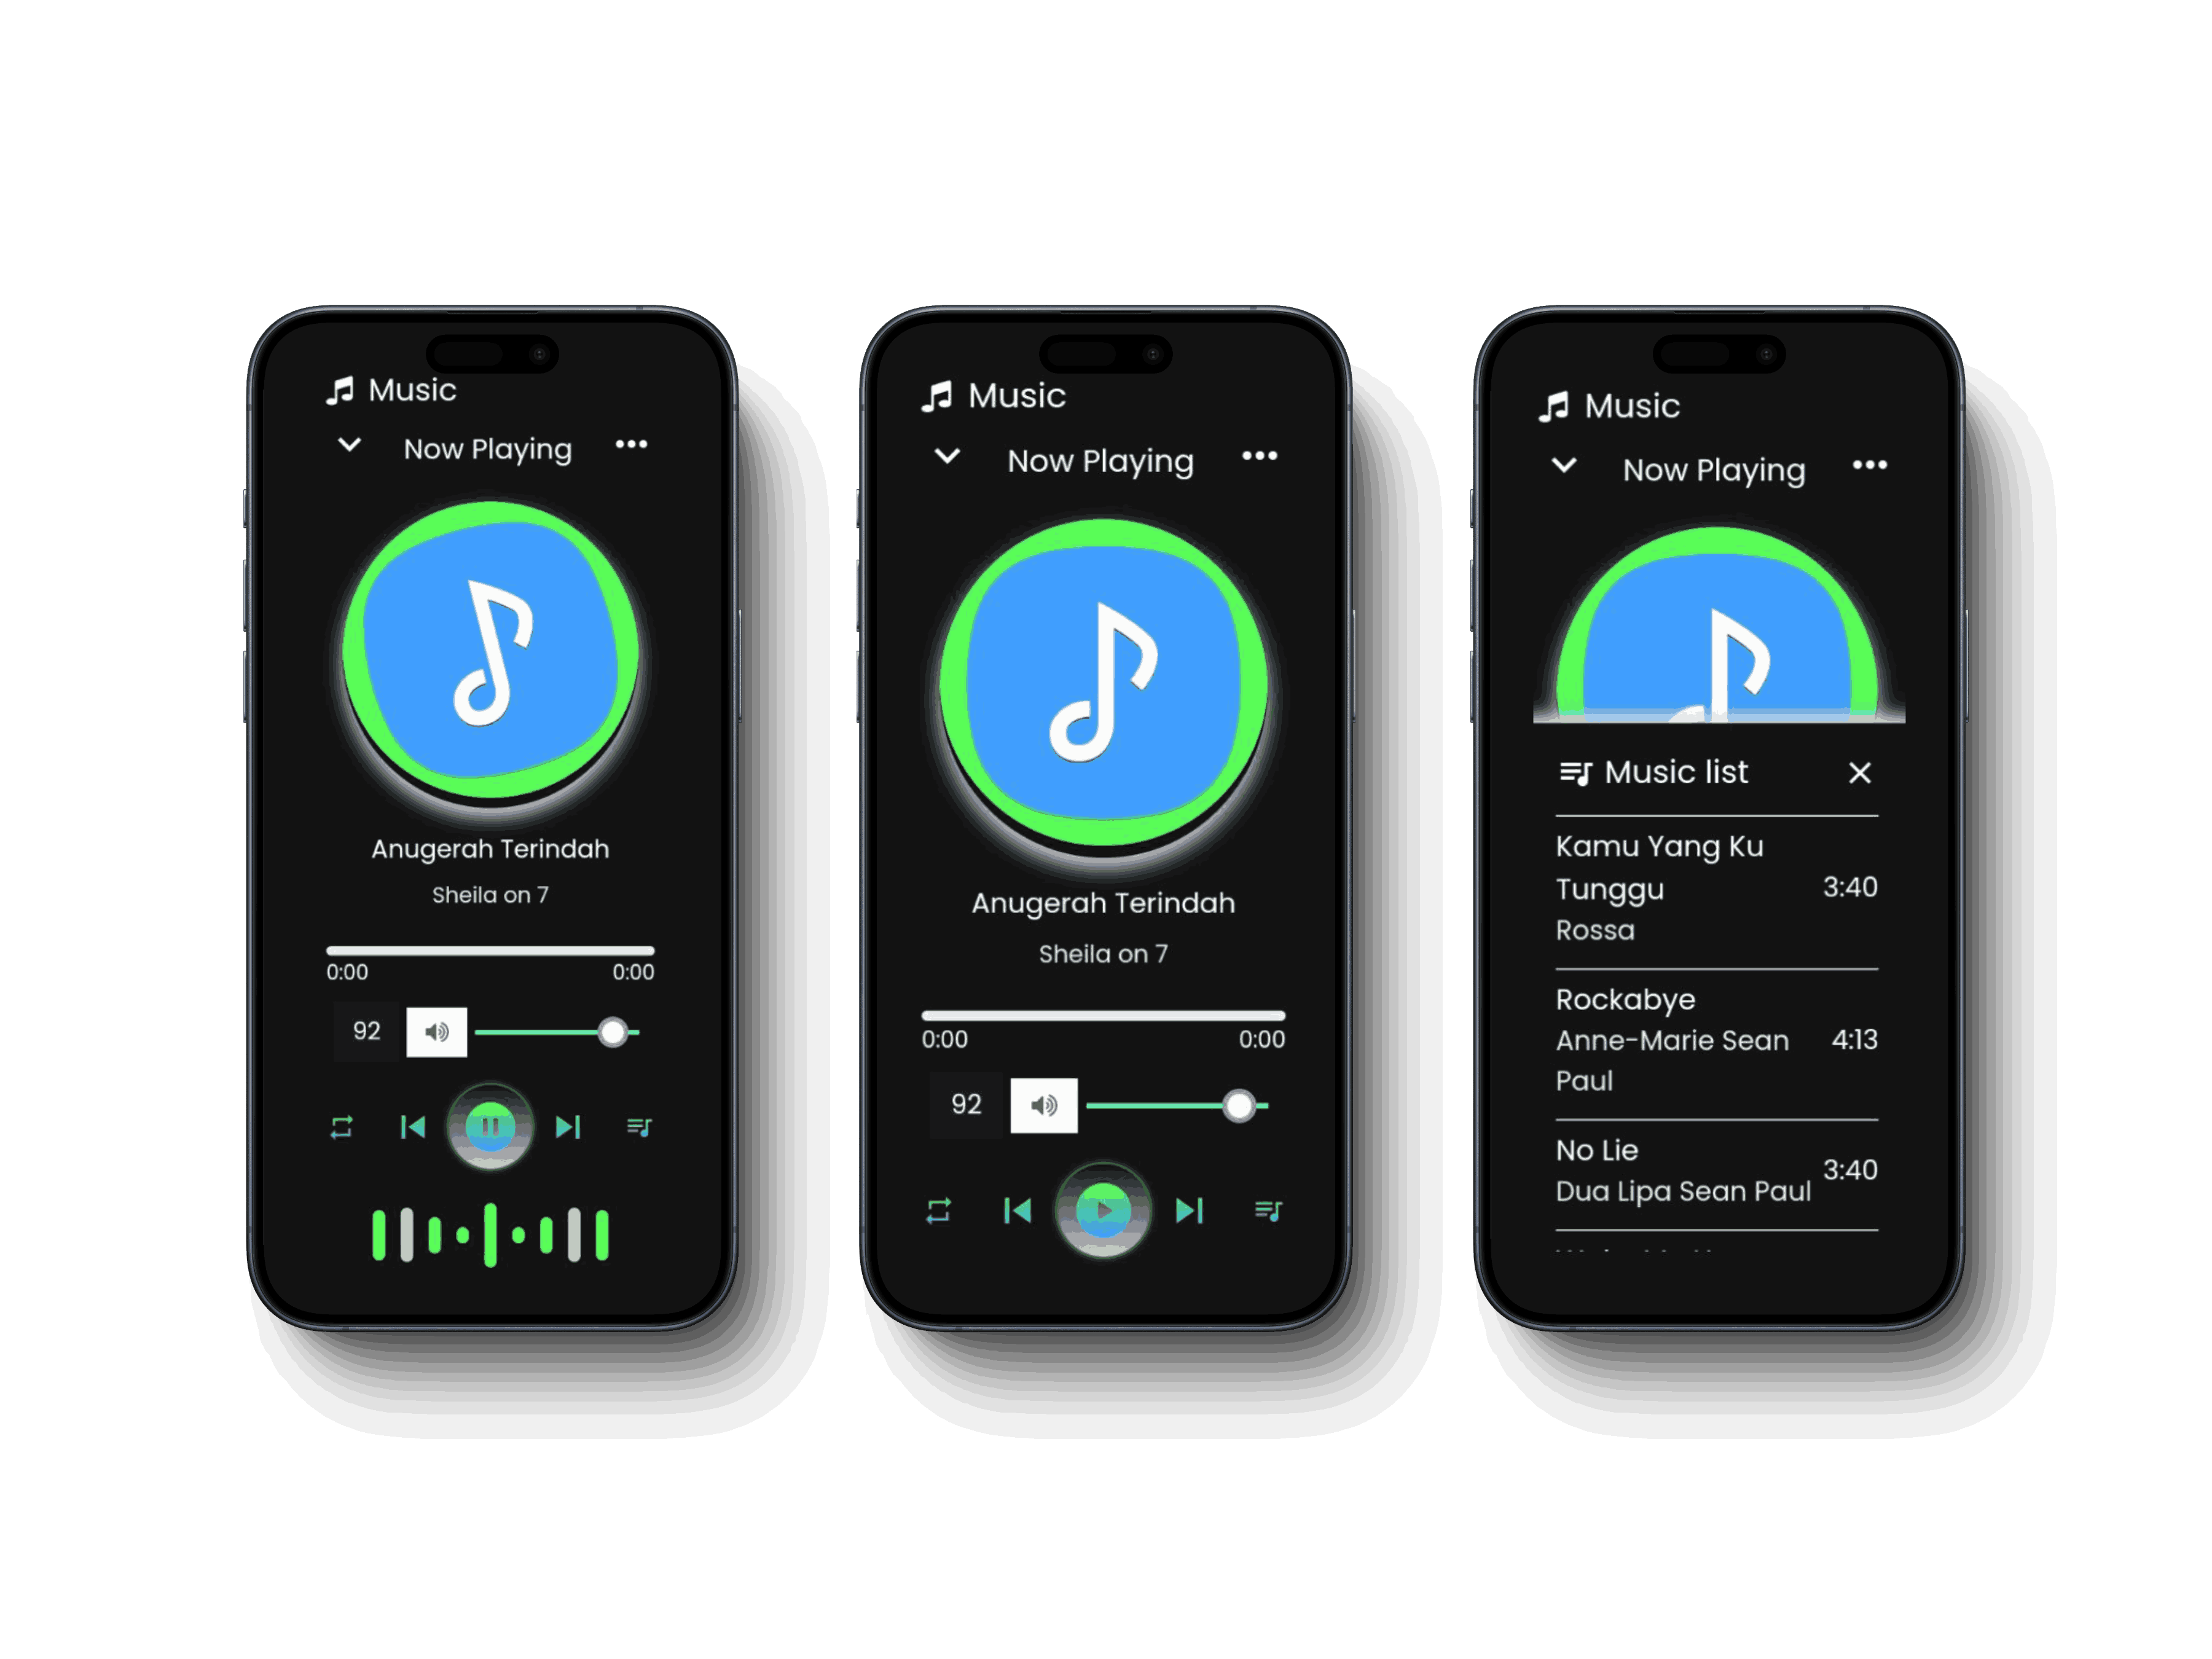 Music
Now Playing
Anugerah Terindah
Sheila on 7
0:00 0:00
92
Music
Now Playing
Anugerah Terindah
Sheila on 7
0:00 0:00
92
Music
Now Playing
Music list
Kamu Yang Ku
Tunggu
3:40
Rossa
Rockabye
Anne-Marie Sean
4:13
Paul
No Lie
3:40
Dua Lipa Sean Paul